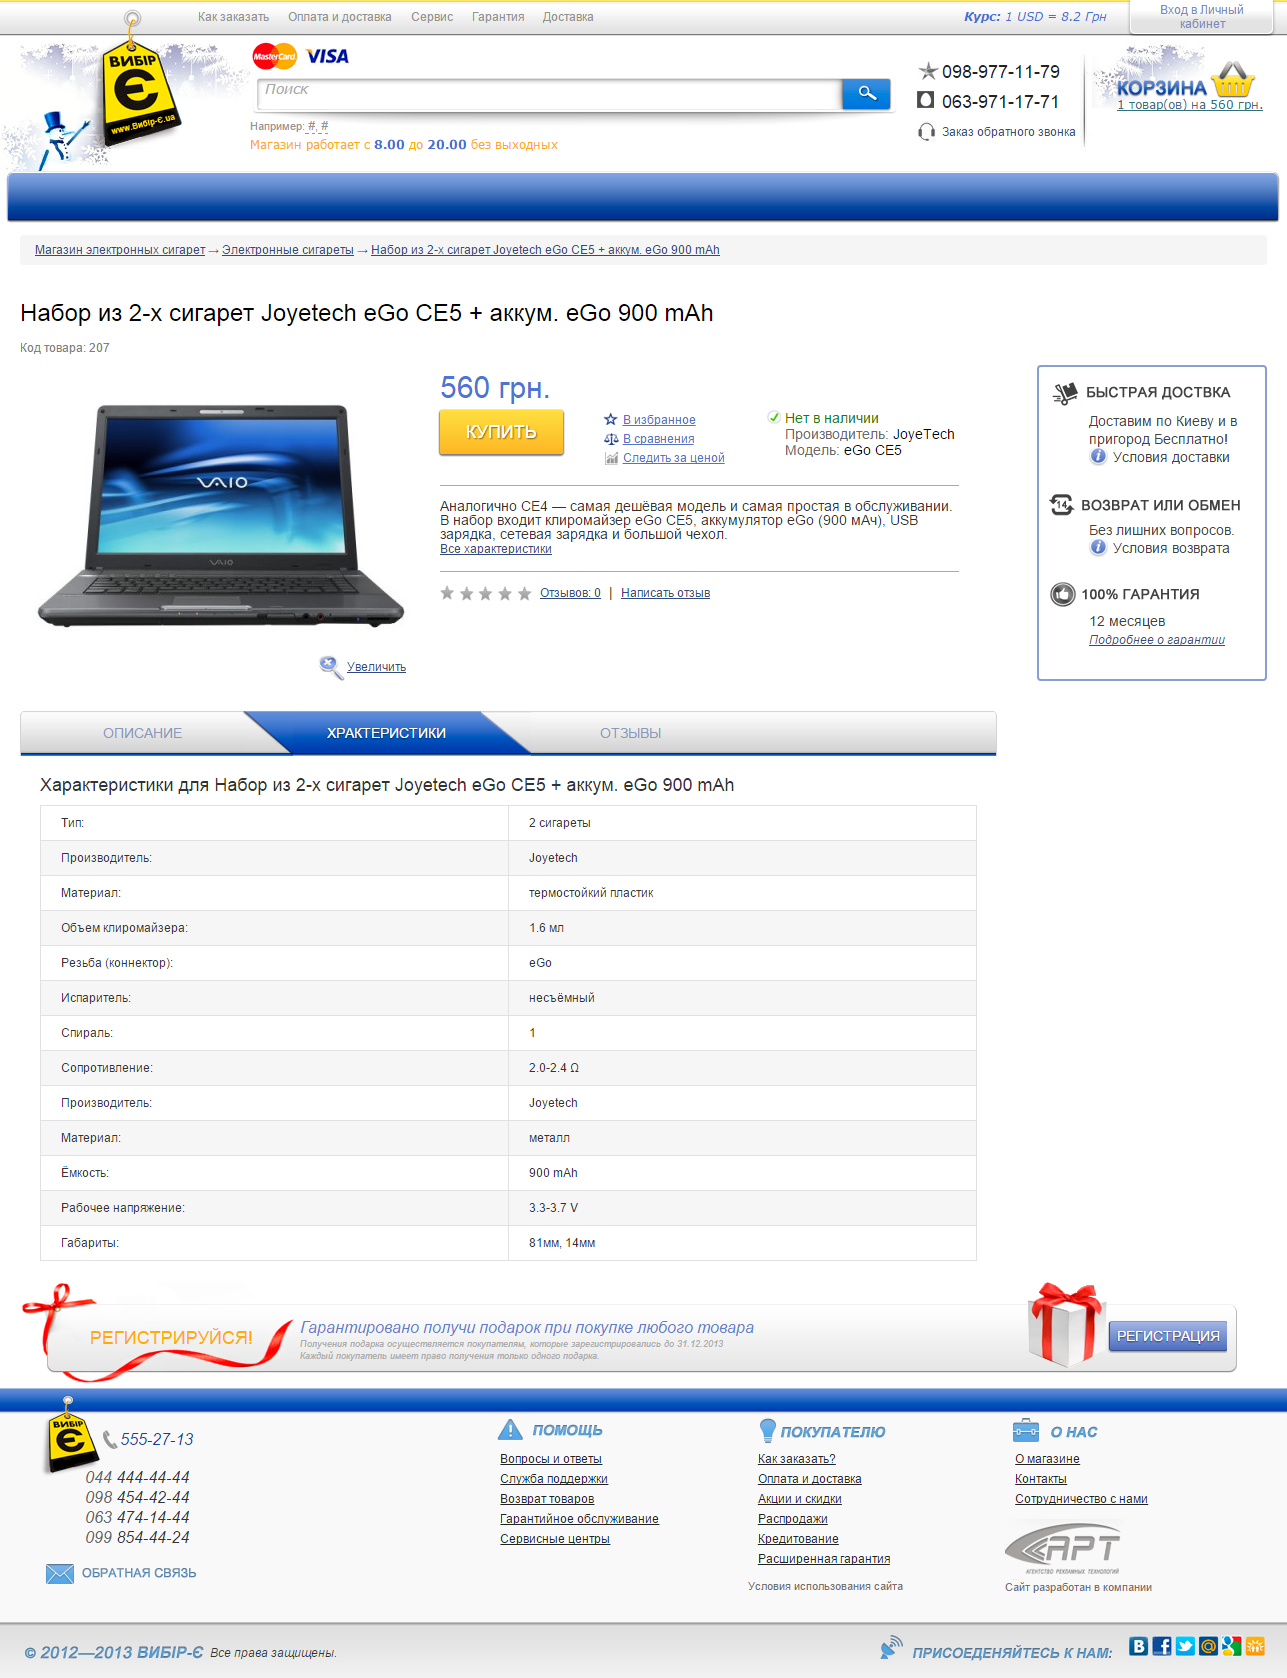 Как заказать Оплата и доставка Сервис Гарантия Доставка
Курс: 1 USD = 8.2 Грн
Вход в Личный
кабинет
ВИБІР
Є
www.Вибір-Є.ua
MasterCard VISA
Поиск
Например: #, #
Магазин работает с 8.00 до 20.00 без выходных
098-977-11-79
063-971-17-71
Заказ обратного звонка
КОРЗИНА
1 товар(ов) на 560 грн.
Магазин электронных сигарет → Электронные сигареты → Набор из 2-х сигарет Joyetech eGo CE5 + аккум. eGo 900 mAh
Набор из 2-х сигарет Joyetech eGo CE5 + аккум. eGo 900 mAh
Код товара: 207
VAIO
VAIO
Увеличить
560 грн.
КУПИТЬ
В избранное
В сравнения
Следить за ценой
Нет в наличии
Производитель: JoyeTech
Модель: eGo CE5
Аналогично CE4 — самая дешёвая модель и самая простая в обслуживании.
В набор входит клиромайзер eGo CE5, аккумулятор eGo (900 мАч), USB
зарядка, сетевая зарядка и большой чехол.
Все характеристики
Отзывов: 0 | Написать отзыв
БЫСТРАЯ ДОСТВКА
Доставим по Киеву и в
пригород Бесплатно!
Условия доставки
14
ВОЗВРАТ ИЛИ ОБМЕН
Без лишних вопросов.
Условия возврата
100% ГАРАНТИЯ
12 месяцев
Подробнее о гарантии
ОПИСАНИЕ ХРАКТЕРИСТИКИ ОТЗЫВЫ
Характеристики для Набор из 2-х сигарет Joyetech eGo CE5 + аккум. eGo 900 mAh
Тип: 2 сигареты
Производитель: Joyetech
Материал: термостойкий пластик
Объем клиромайзера: 1.6 мл
Резьба (коннектор): eGo
Испаритель: несъёмный
Спираль: 1
Сопротивление: 2.0-2.4 Ω
Производитель: Joyetech
Материал: металл
Ёмкость: 900 mAh
Рабочее напряжение: 3.3-3.7 V
Габариты: 81мм, 14мм
РЕГИСТРИРУЙСЯ!
Гарантировано получи подарок при покупке любого товара
Получения подарка осуществляется покупателям, которые зарегистрировались до 31.12.2013
Каждый покупатель имеет право получения только одного подарка.
РЕГИСТРАЦИЯ
ВИБІР
Є
555-27-13
044 444-44-44
098 454-42-44
063 474-14-44
099 854-44-24
ОБРАТНАЯ СВЯЗЬ
ПОМОЩЬ
Вопросы и ответы
Служба поддержки
Возврат товаров
Гарантийное обслуживание
Сервисные центры
ПОКУПАТЕЛЮ
Как заказать?
Оплата и доставка
Акции и скидки
Распродажи
Кредитование
Расширенная гарантия
Условия использования сайта
О НАС
О магазине
Контакты
Сотрудничество с нами
АРТ
АГЕНТСТВО РЕКЛАМНЫХ ТЕХНОЛОГИЙ
Сайт разработан в компании
© 2012—2013 ВИБІР-Є Все права защищены.
ПРИСОЕДЕНЯЙТЕСЬ К НАМ: